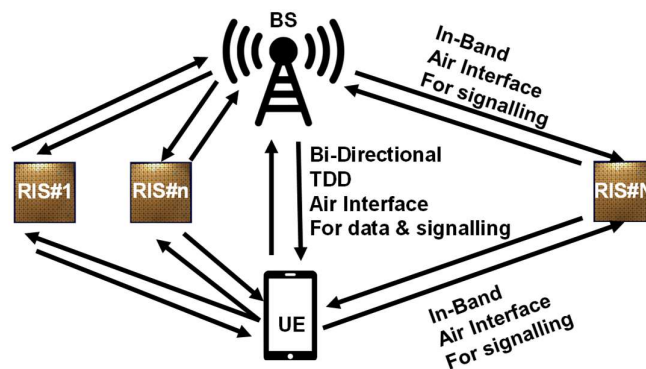 BS
In-Band
Air Interface
For signalling
RIS#1
RIS#n
Bi-Directional
TDD
Air Interface
For data & signalling
RIS#N
UE
In-Band
Air Interface
For signalling